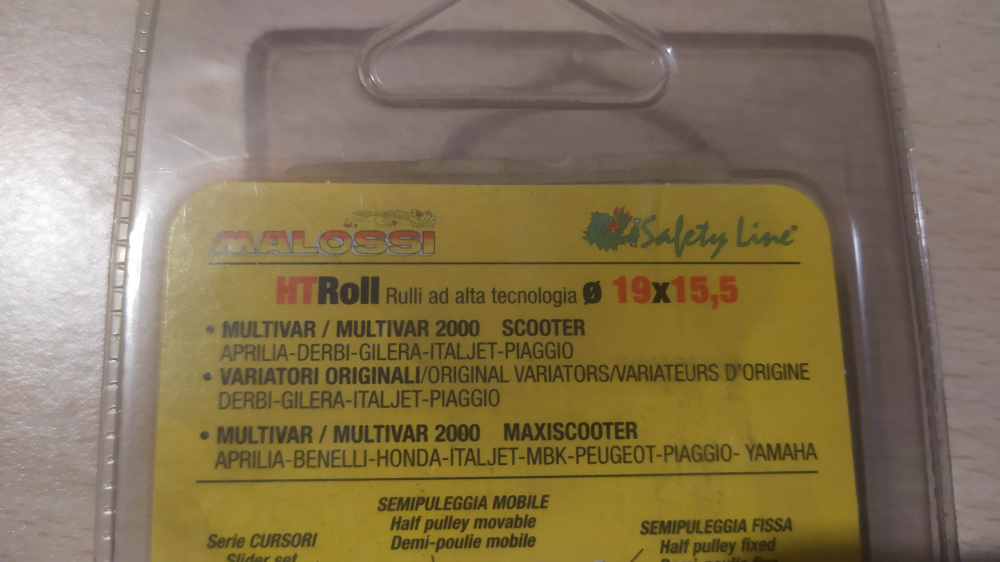 MALOSSI Safety Line
HTRoll Rulli ad alta tecnologia Ø 19x15,5
• MULTIVAR / MULTIVAR 2000 SCOOTER
APRILIA-DERBI-GILERA-ITALJET-PIAGGIO
• VARIATORI ORIGINALI/ORIGINAL VARIATORS/VARIATEURS D'ORIGINE
DERBI-GILERA-ITALJET-PIAGGIO
• MULTIVAR / MULTIVAR 2000 MAXISCOOTER
APRILIA-BENELLI-HONDA-ITALJET-MBK-PEUGEOT-PIAGGIO- YAMAHA
SEMIPULEGGIA MOBILE
Half pulley movable
Demi-poulie mobile
Serie CURSORI
Slider set
SEMIPULEGGIA FISSA
Half pulley fixed